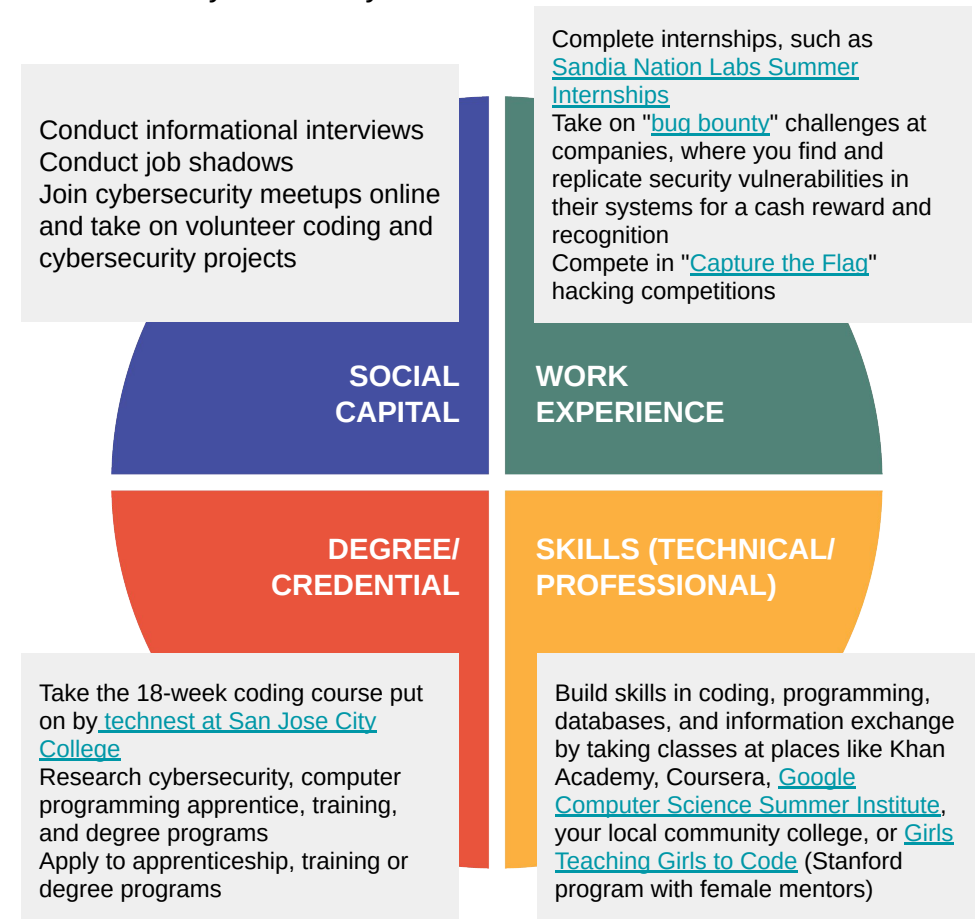 Conduct informational interviews
Conduct job shadows
Join cybersecurity meetups online
and take on volunteer coding and
cybersecurity projects
Complete internships, such as
Sandia Nation Labs Summer
Internships
Take on "bug bounty" challenges at
companies, where you find and
replicate security vulnerabilities in
their systems for a cash reward and
recognition
Compete in "Capture the Flag"
hacking competitions
SOCIAL
CAPITAL
WORK
EXPERIENCE
DEGREE/
CREDENTIAL
SKILLS (TECHNICAL/
PROFESSIONAL)
Take the 18-week coding course put
on by technest at San Jose City
College
Research cybersecurity, computer
programming apprentice, training,
and degree programs
Apply to apprenticeship, training or
degree programs
Build skills in coding, programming,
databases, and information exchange
by taking classes at places like Khan
Academy, Coursera, Google
Computer Science Summer Institute,
your local community college, or Girls
Teaching Girls to Code (Stanford
program with female mentors)